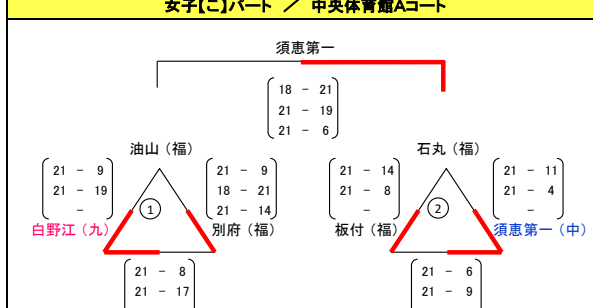 女子【こ】パート ／ 中央体育館Aコート
須恵第一
18 - 21
21 - 19
21 - 6
油山（福）
石丸（福）
21 - 9
21 - 19
-
21 - 9
18 - 21
21 - 14
21 - 14
21 - 8
-
21 - 11
21 - 4
-
①
②
白野江（九）
別府（福）
板付（福）
須恵第一（中）
21 - 8
21 - 17
21 - 6
21 - 9